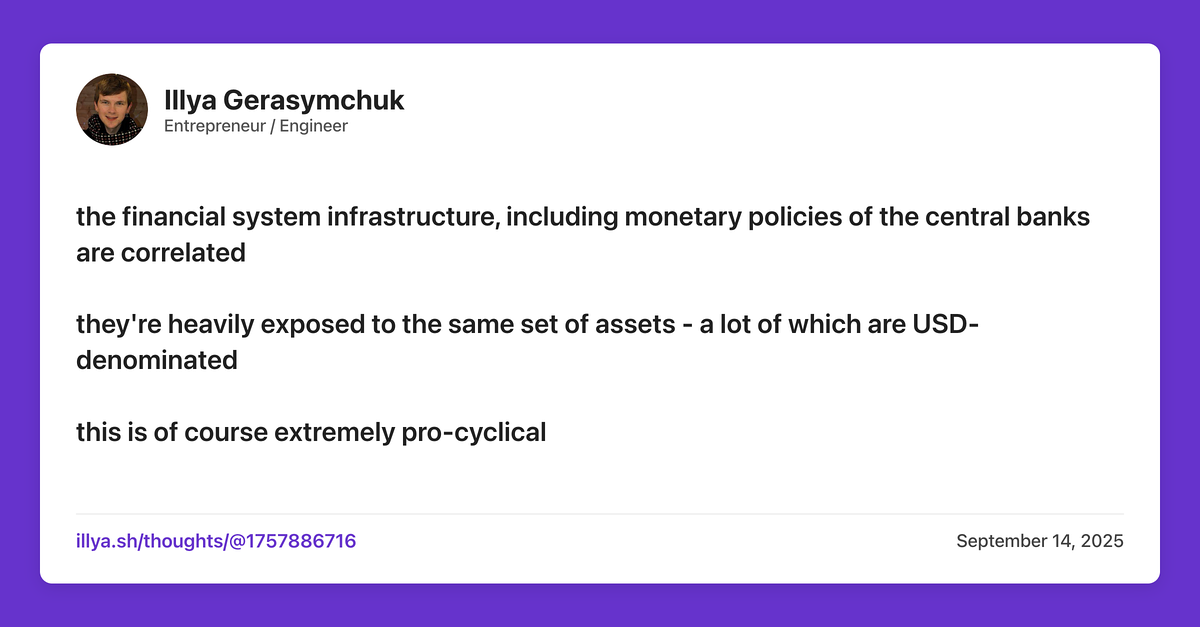 Illya Gerasymchuk
Entrepreneur / Engineer
the financial system infrastructure, including monetary policies of the central banks
are correlated
they're heavily exposed to the same set of assets - a lot of which are USD-
denominated
this is of course extremely pro-cyclical
illya.sh/thoughts/@1757886716
September 14, 2025